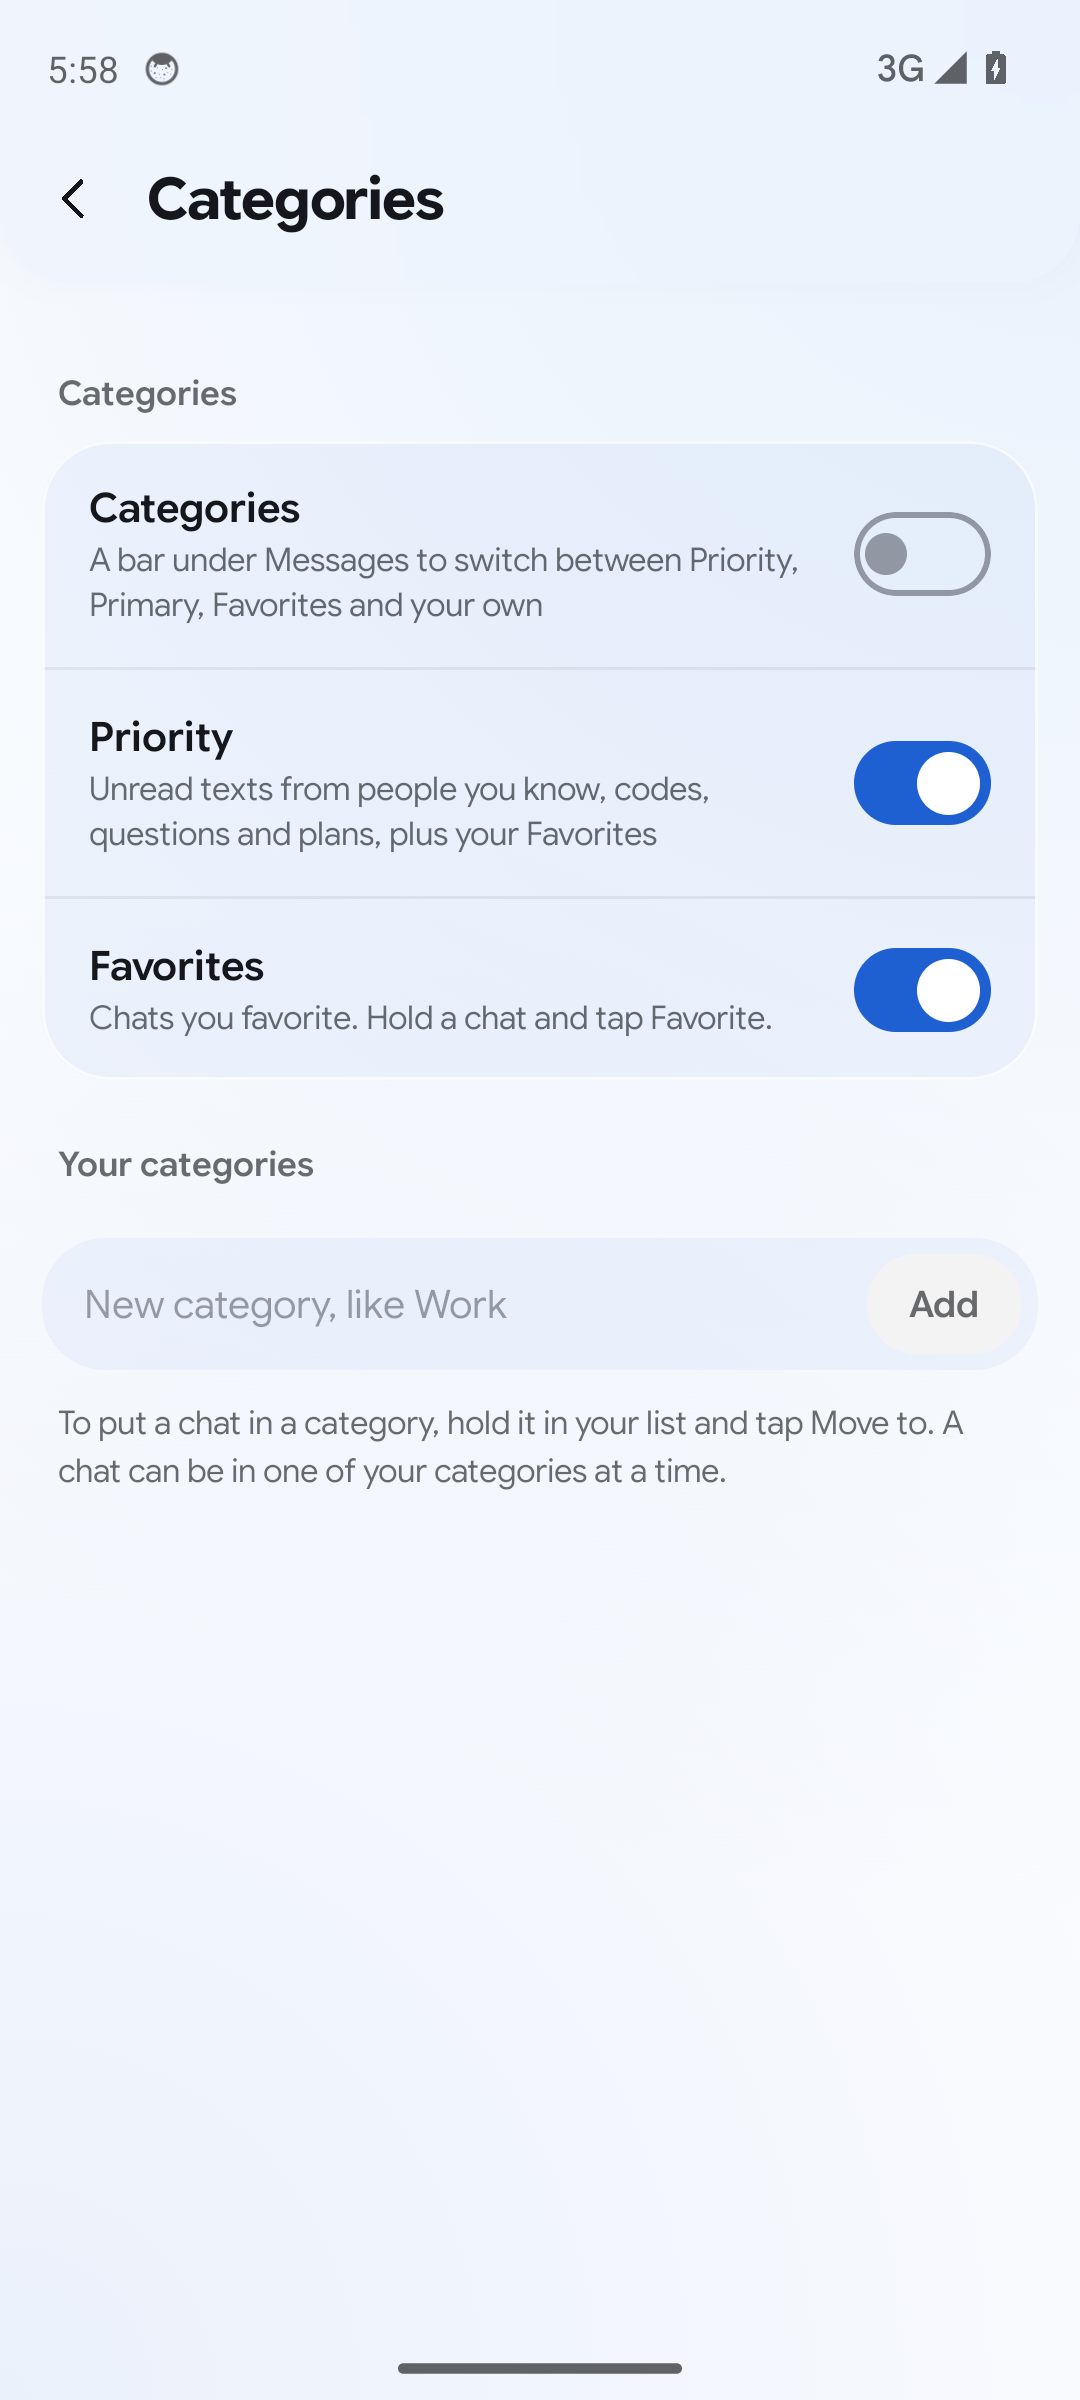 5:58
3G
Categories
Categories
Categories
A bar under Messages to switch between Priority,
Primary, Favorites and your own
Priority
Unread texts from people you know, codes,
questions and plans, plus your Favorites
Favorites
Chats you favorite. Hold a chat and tap Favorite.
Your categories
New category, like Work
Add
To put a chat in a category, hold it in your list and tap Move to. A
chat can be in one of your categories at a time.